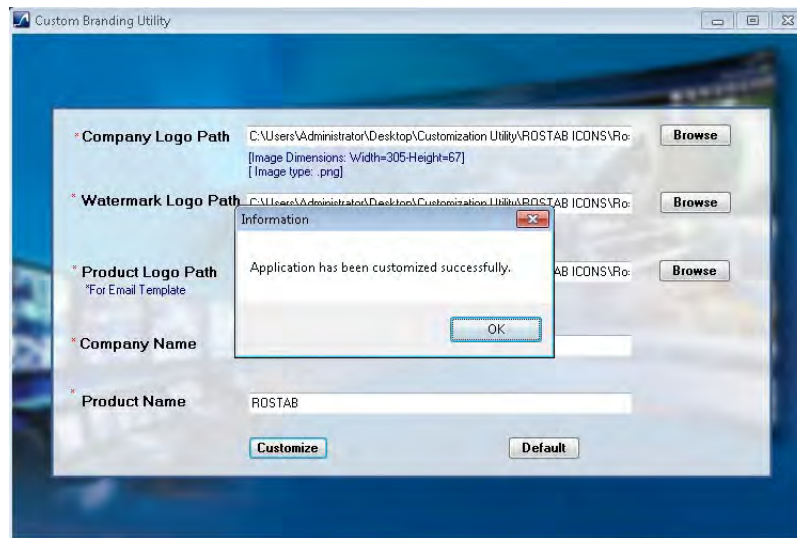 Custom Branding Utility
* Company Logo Path C:\Users\Administrator\Desktop\Customization Utility\ROSTAB ICONS\Ro: Browse
[Image Dimensions: Width=305-Height=67]
[ Image type: .png]
* Watermark Logo Path C:\Users\Administrator\Desktop\Customization Utility\ROSTAB ICONS\Ro: Browse
Information
Application has been customized successfully.
* Product Logo Path AB ICONS\Ro: Browse
*For Email Template
OK
* Company Name
* Product Name ROSTAB
Customize Default